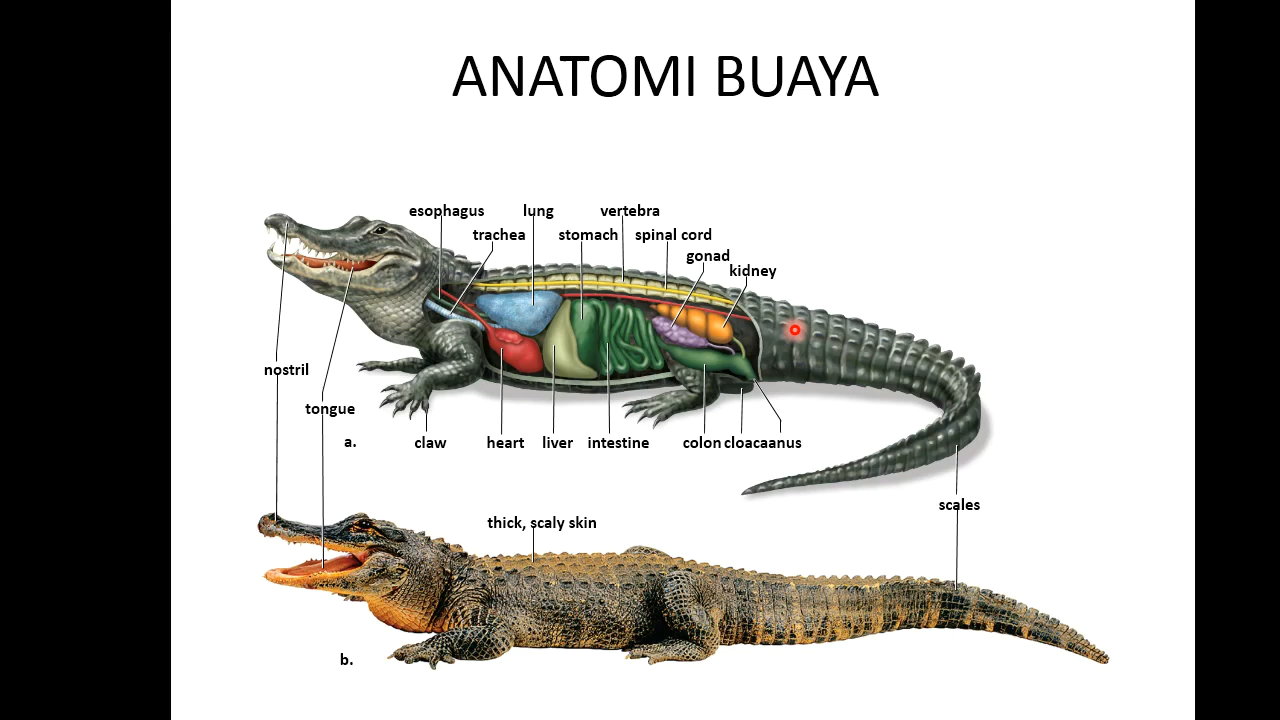 ANATOMI BUAYA
esophagus lung vertebra
trachea stomach spinal cord
gonad
kidney
nostril
tongue
a. claw heart liver intestine colon cloacaanus
scales
thick, scaly skin
b.